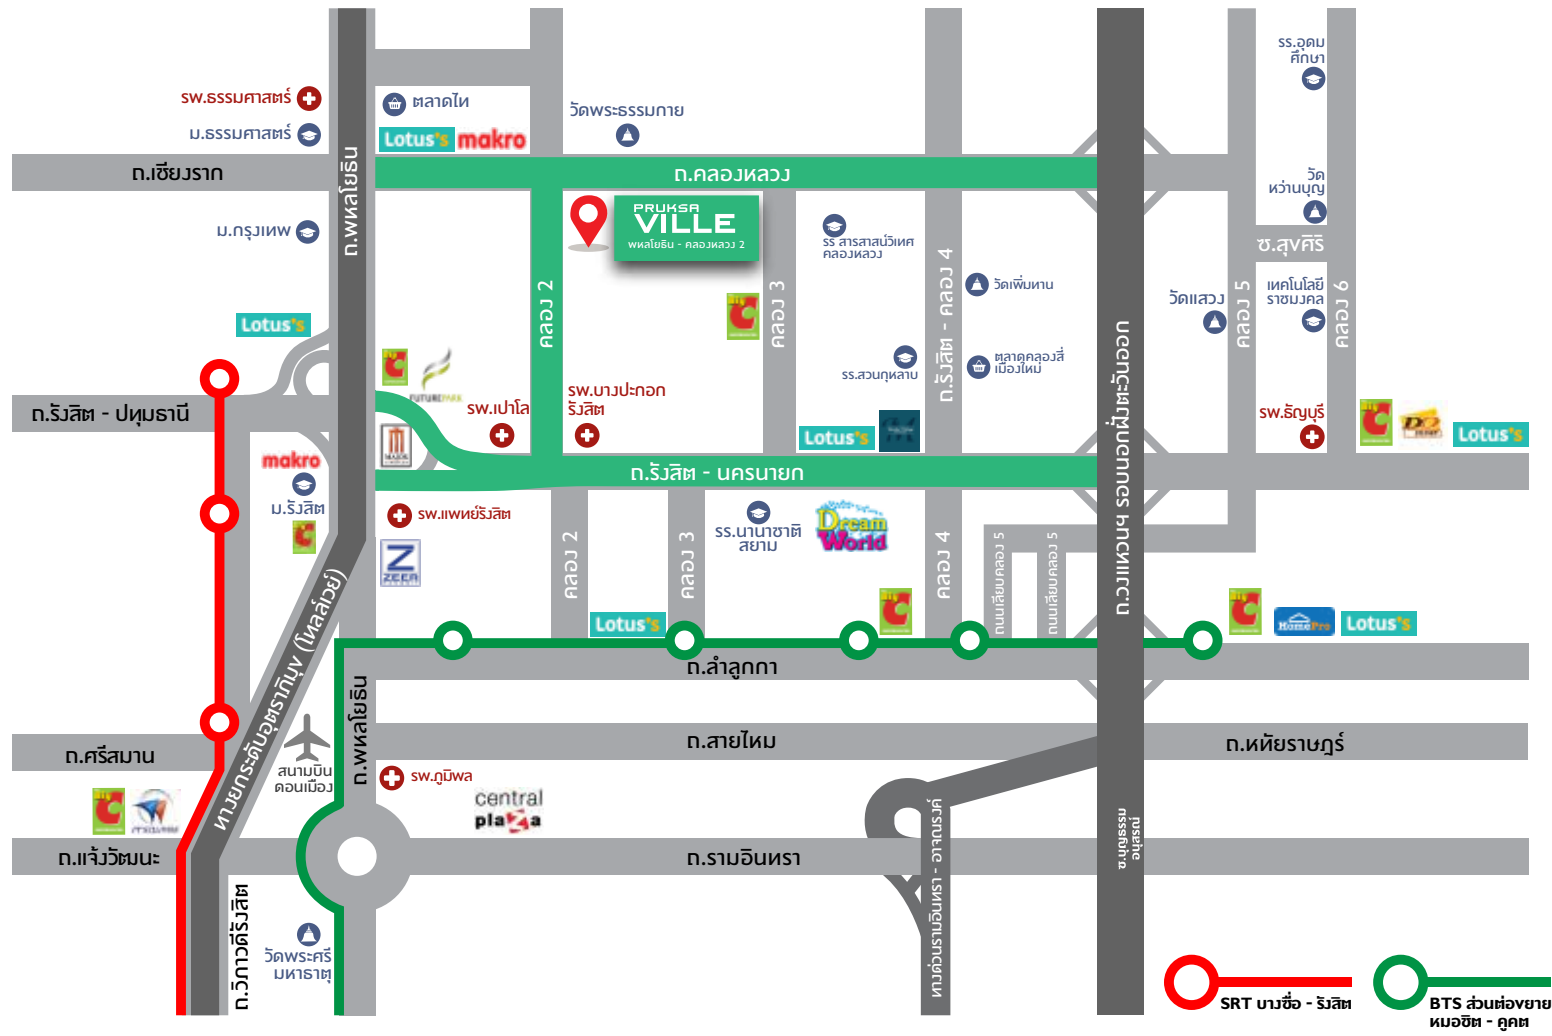 รร.อุดม
ศึกษา
รพ.ธรรมศาสตร์
ตลาดไท
วัดพระธรรมกาย
ม.ธรรมศาสตร์
Lotus's
makro
ถ.เชียงราก
ถ.คลองหลวง
วัด
หว่านบุญ
PRUKSA
VILLE
พหลโยธิน - คลองหลวง 2
ถ.พหลโยธิน
ม.กรุงเทพ
รร สารสาสน์วิเทศ
คลองหลวง
ซ.สุขศิริ
คลอง 2
คลอง 3
ถ.รังสิต - คลอง 4
วัดเพิ่มทาน
วัดแสวง
คลอง 5
เทคโนโลยี
ราชมงคล
คลอง 6
Lotus's
C
C
FUTURE PARK
รร.สวนกุหลาบ
ตลาดคลองสี่
เมืองใหม่
ถ.วงแหวน รอบนอกฝั่งตะวันออก
ถ.รังสิต - ปทุมธานี
รพ.เปาโล
รพ.บางปะกอก
รังสิต
รพ.ธัญบุรี
C
Lotus's
MAJOR
Lotus's
makro
ม.รังสิต
C
ถ.รังสิต - นครนายก
รพ.แพทย์รังสิต
Z
ZEER
รร.นานาชาติ
สยาม
Dream
World
คลอง 2
คลอง 3
คลอง 4
ถนนเลียบคลอง 5
ถนนเลียบคลอง 5
Lotus's
C
C
HomePro
Lotus's
ทางยกระดับอุตราภิมุข (โทลล์เวย์)
ถ.ลำลูกกา
ถ.พหลโยธิน
ถ.ศรีสมาน
สนามบิน
ดอนเมือง
ถ.สายไหม
ถ.หทัยราษฎร์
รพ.ภูมิพล
central
plaza
C
ถ.แจ้งวัฒนะ
ถ.รามอินทรา
ทางด่วนรามอินทรา - อาจณรงค์
ถ.วิภาวดีรังสิต
วัดพระศรี
มหาธาตุ
SRT บางซื่อ - รังสิต
BTS ส่วนต่อขยาย
หมอชิต - คูคต